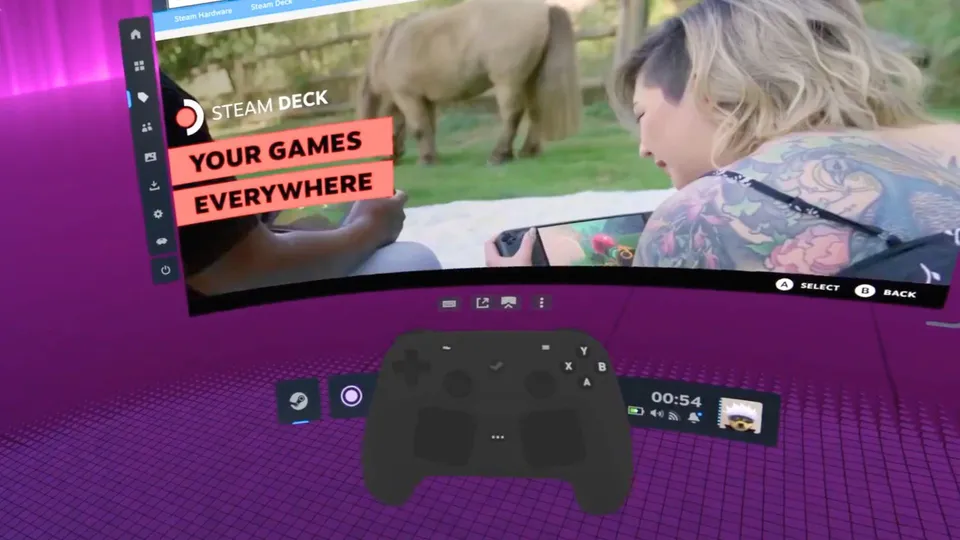 Steam Hardware
Steam Deck
STEAM DECK
YOUR GAMES
EVERYWHERE
A SELECT
B BACK
Y
X
B
A
00:54